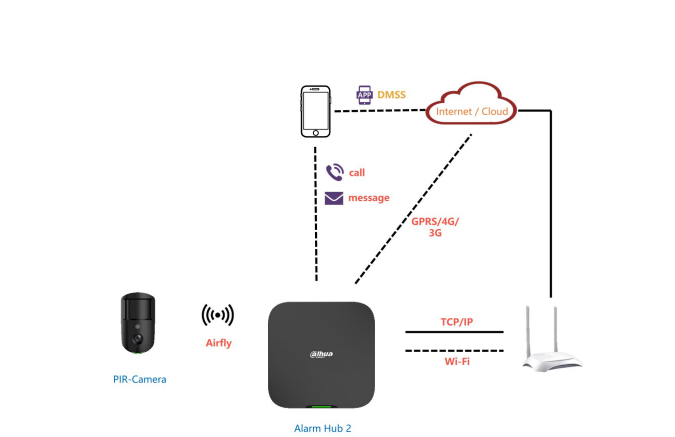 APP DMSS
Internet / Cloud
call
message
GPRS/4G/
3G
Airfly
TCP/IP
Wi-Fi
alhua
PIR-Camera
Alarm Hub 2